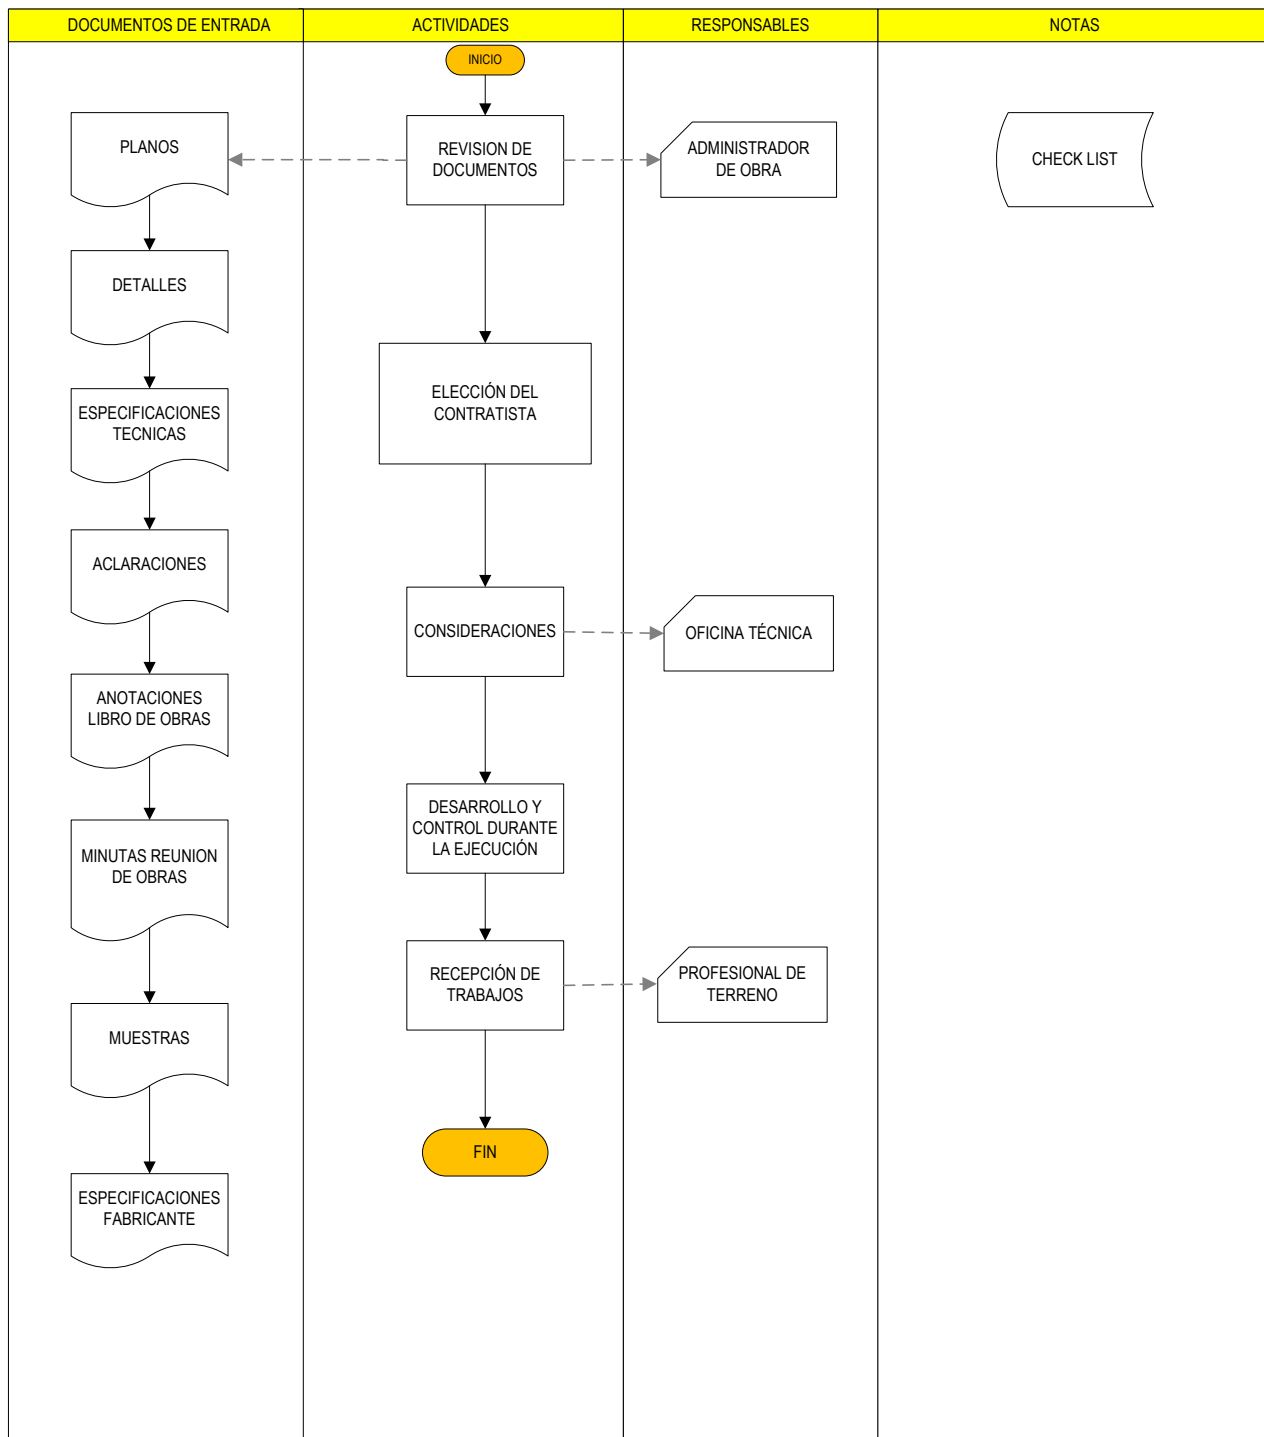 DOCUMENTOS DE ENTRADA
ACTIVIDADES
RESPONSABLES
NOTAS
INICIO
PLANOS
REVISION DE
DOCUMENTOS
ADMINISTRADOR
DE OBRA
CHECK LIST
DETALLES
ELECCIÓN DEL
CONTRATISTA
ESPECIFICACIONES
TECNICAS
ACLARACIONES
CONSIDERACIONES
OFICINA TÉCNICA
ANOTACIONES
LIBRO DE OBRAS
DESARROLLO Y
CONTROL DURANTE
LA EJECUCIÓN
MINUTAS REUNION
DE OBRAS
RECEPCIÓN DE
TRABAJOS
PROFESIONAL DE
TERRENO
MUESTRAS
FIN
ESPECIFICACIONES
FABRICANTE